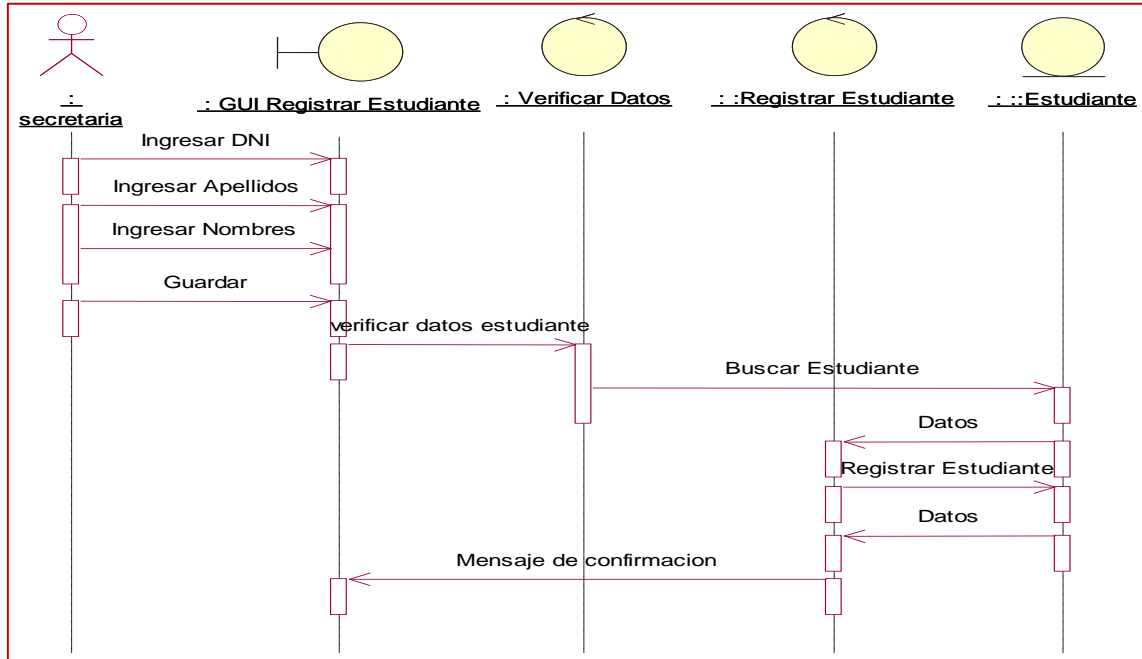 :
secretaria
: GUI Registrar Estudiante
: Verificar Datos
: :Registrar Estudiante
: ::Estudiante
Ingresar DNI
Ingresar Apellidos
Ingresar Nombres
Guardar
verificar datos estudiante
Buscar Estudiante
Datos
Registrar Estudiante
Datos
Mensaje de confirmacion